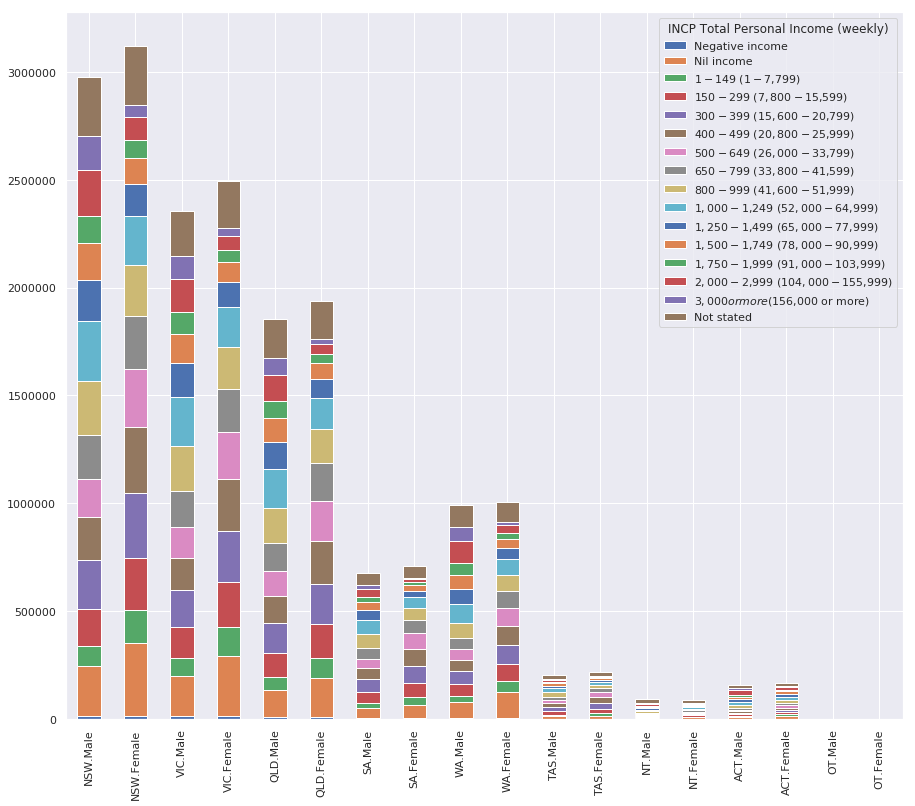 INCP Total Personal Income (weekly)
Negative income
Nil income
1 − 149 (1 − 7,799)
150 − 299 (7,800 − 15,599)
300 − 399 (15,600 − 20,799)
400 − 499 (20,800 − 25,999)
500 − 649 (26,000 − 33,799)
650 − 799 (33,800 − 41,599)
800 − 999 (41,600 − 51,999)
1,000 − 1,249 (52,000 − 64,999)
1,250 − 1,499 (65,000 − 77,999)
1,500 − 1,749 (78,000 − 90,999)
1,750 − 1,999 (91,000 − 103,999)
2,000 − 2,999 (104,000 − 155,999)
3,000ormore(156,000 or more)
Not stated
3000000
2500000
2000000
1500000
1000000
500000
0
NSW.Male
NSW.Female
VIC.Male
VIC.Female
QLD.Male
QLD.Female
SA.Male
SA.Female
WA.Male
WA.Female
TAS.Male
TAS.Female
NT.Male
NT.Female
ACT.Male
ACT.Female
OT.Male
OT.Female